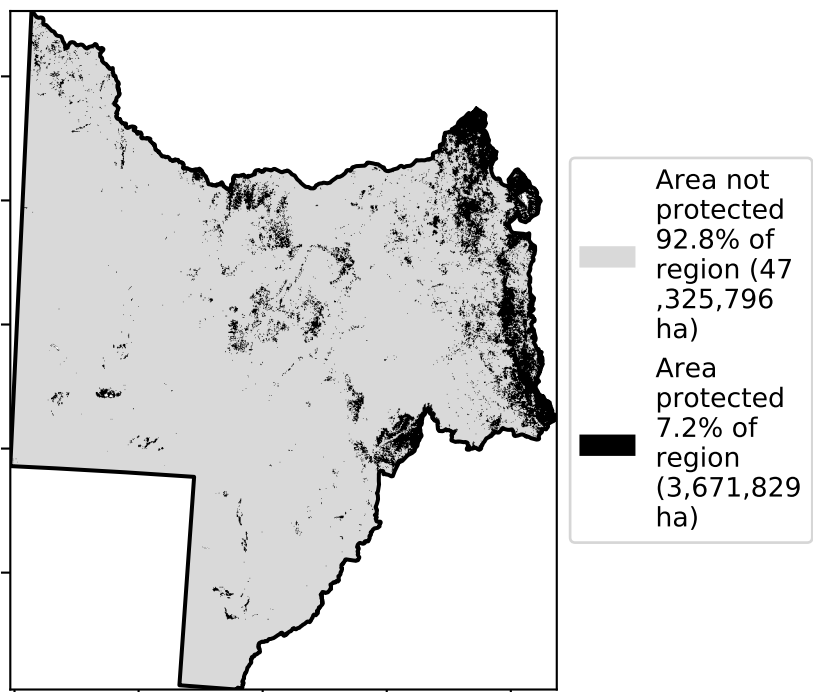 Area not
protected
92.8% of
region (47
,325,796
ha)
Area
protected
7.2% of
region
(3,671,829
ha)